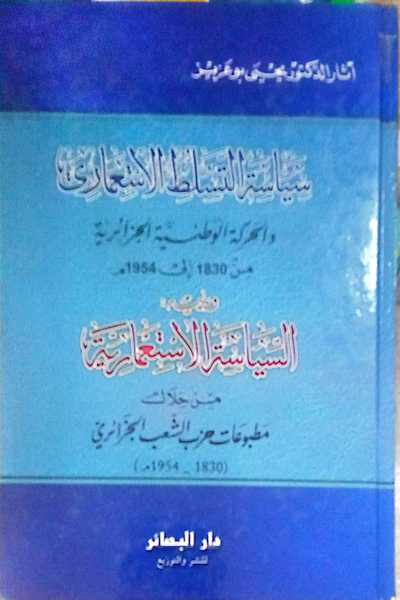 آثار الدكتور يحيى بوعزيز
سياسة التسلط الاستعماري
والحركة الوطنية الجزائرية
من 1830 إلى 1954م
ويليه:
السياسة الاستعمارية
من خلال
مطبوعات حزب الشعب الجزائري
(1830 - 1954م)
دار البصائر
للنشر والتوزيع